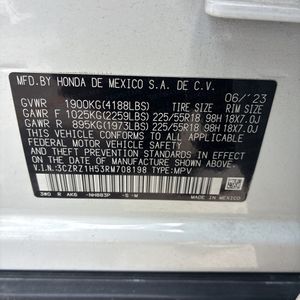 MFD. BY HONDA DE MEXICO S.A. DE C.V.
06/'23
GVWR 1900KG(4188LBS) TIRE SIZE RIM SIZE
GAWR F 1025KG(2259LBS) 225/55R18 98H 18X7.0J
GAWR R 895KG(1973LBS) 225/55R18 98H 18X7.0J
THIS VEHICLE CONFORMS TO ALL APPLICABLE
FEDERAL MOTOR VEHICLE SAFETY AND THEFT
PREVENTION STANDARDS IN EFFECT ON THE
DATE OF MANUFACTURE SHOWN ABOVE.
V.I.N.:3CZRZ1H53RM708198 TYPE:MPV
3W0 R AK6 NH883P -S -M
MADE IN MEXICO